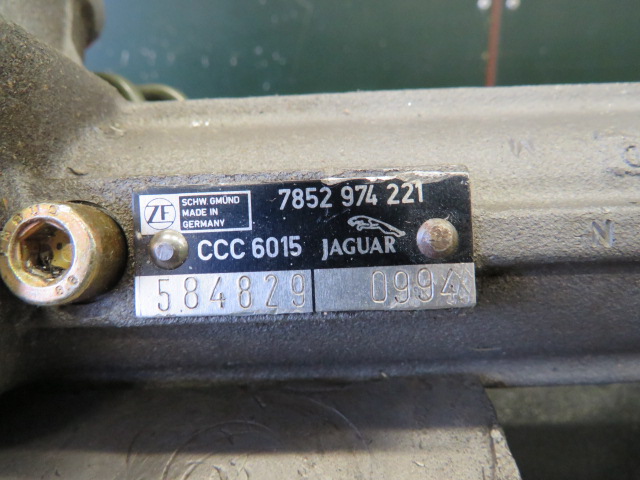 ZF
SCHW. GMÜND
MADE IN
GERMANY
7852 974 221
CCC 6015 JAGUAR
584829 0994
N